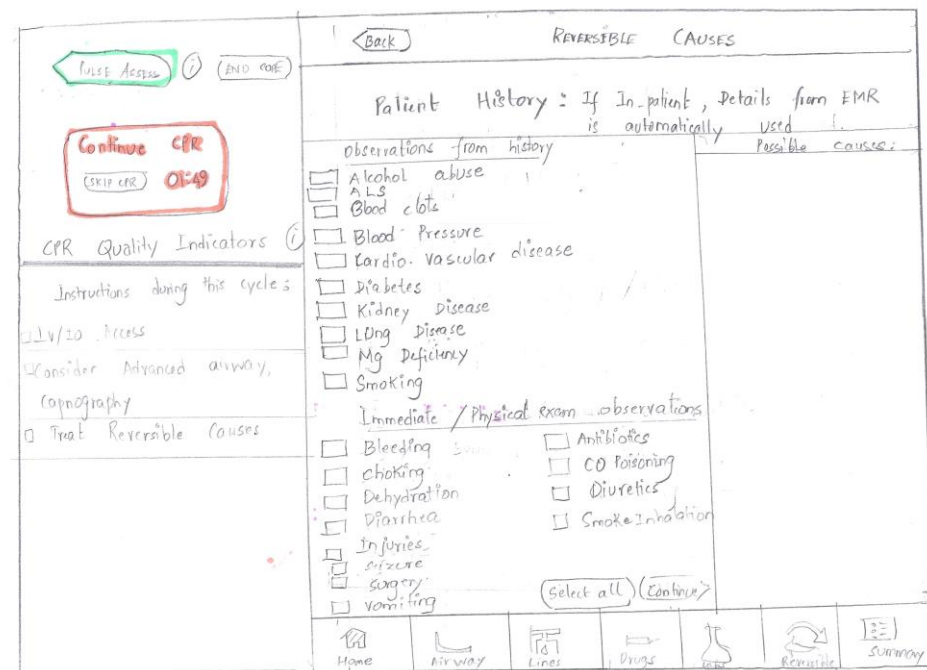 PULSE ASSESS
i
END CODE
Continue CPR
SKIP CPR
01:49
CPR Quality Indicators
i
Instructions during this cycle:
IV/IO Access
Consider Advanced airway,
Capnography
Treat Reversible Causes
Back
REVERSIBLE CAUSES
Patient History : If In-patient, Details from EMR
is automatically used !.
Observations from history
Alcohol abuse
ALS
Blood clots
Blood Pressure
Cardio. Vascular disease
Diabetes
Kidney Disease
LUng Disease
Mg Deficiency
Smoking
Immediate / Physical exam observations
Bleeding
Choking
Dehydration
Diarrhea
Injuries
Seizure
Surgery
Vomiting
Antibiotics
CO Poisoning
Diuretics
Smoke Inhalation
Select all
Continue
Possible causes:
Home
Airway
Lines
Drugs
Reversible
Summary